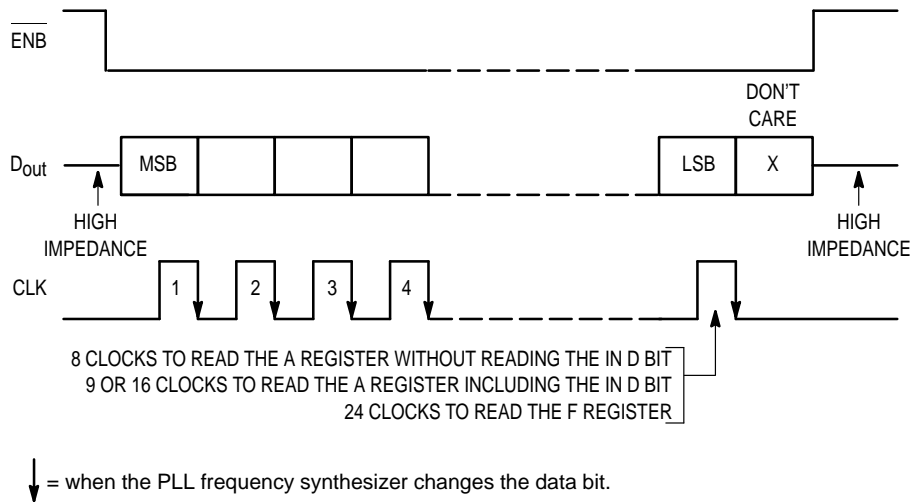 ENB
DON'T
CARE
Dout MSB LSB X
HIGH
IMPEDANCE
HIGH
IMPEDANCE
CLK 1 2 3 4
8 CLOCKS TO READ THE A REGISTER WITHOUT READING THE IN D BIT
9 OR 16 CLOCKS TO READ THE A REGISTER INCLUDING THE IN D BIT
24 CLOCKS TO READ THE F REGISTER
= when the PLL frequency synthesizer changes the data bit.